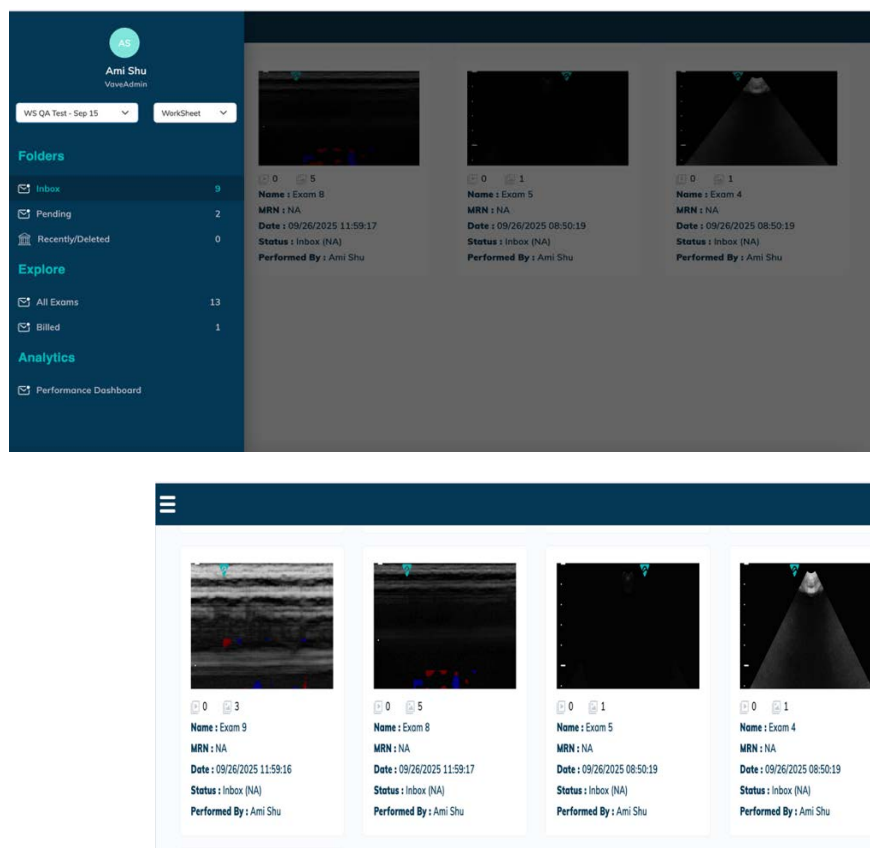 AS
Ami Shu
VaveAdmin
WS QA Test - Sep 15 WorkSheet
Folders
Inbox 9
Pending 2
Recently/Deleted 0
Explore
All Exams 13
Billed 1
Analytics
Performance Dashboard
0 5
Name : Exam 8
MRN : NA
Date : 09/26/2025 11:59:17
Status : Inbox (NA)
Performed By : Ami Shu
0 1
Name : Exam 5
MRN : NA
Date : 09/26/2025 08:50:19
Status : Inbox (NA)
Performed By : Ami Shu
0 1
Name : Exam 4
MRN : NA
Date : 09/26/2025 08:50:19
Status : Inbox (NA)
Performed By : Ami Shu
0 3
Name : Exam 9
MRN : NA
Date : 09/26/2025 11:59:16
Status : Inbox (NA)
Performed By : Ami Shu
0 5
Name : Exam 8
MRN : NA
Date : 09/26/2025 11:59:17
Status : Inbox (NA)
Performed By : Ami Shu
0 1
Name : Exam 5
MRN : NA
Date : 09/26/2025 08:50:19
Status : Inbox (NA)
Performed By : Ami Shu
0 1
Name : Exam 4
MRN : NA
Date : 09/26/2025 08:50:19
Status : Inbox (NA)
Performed By : Ami Shu